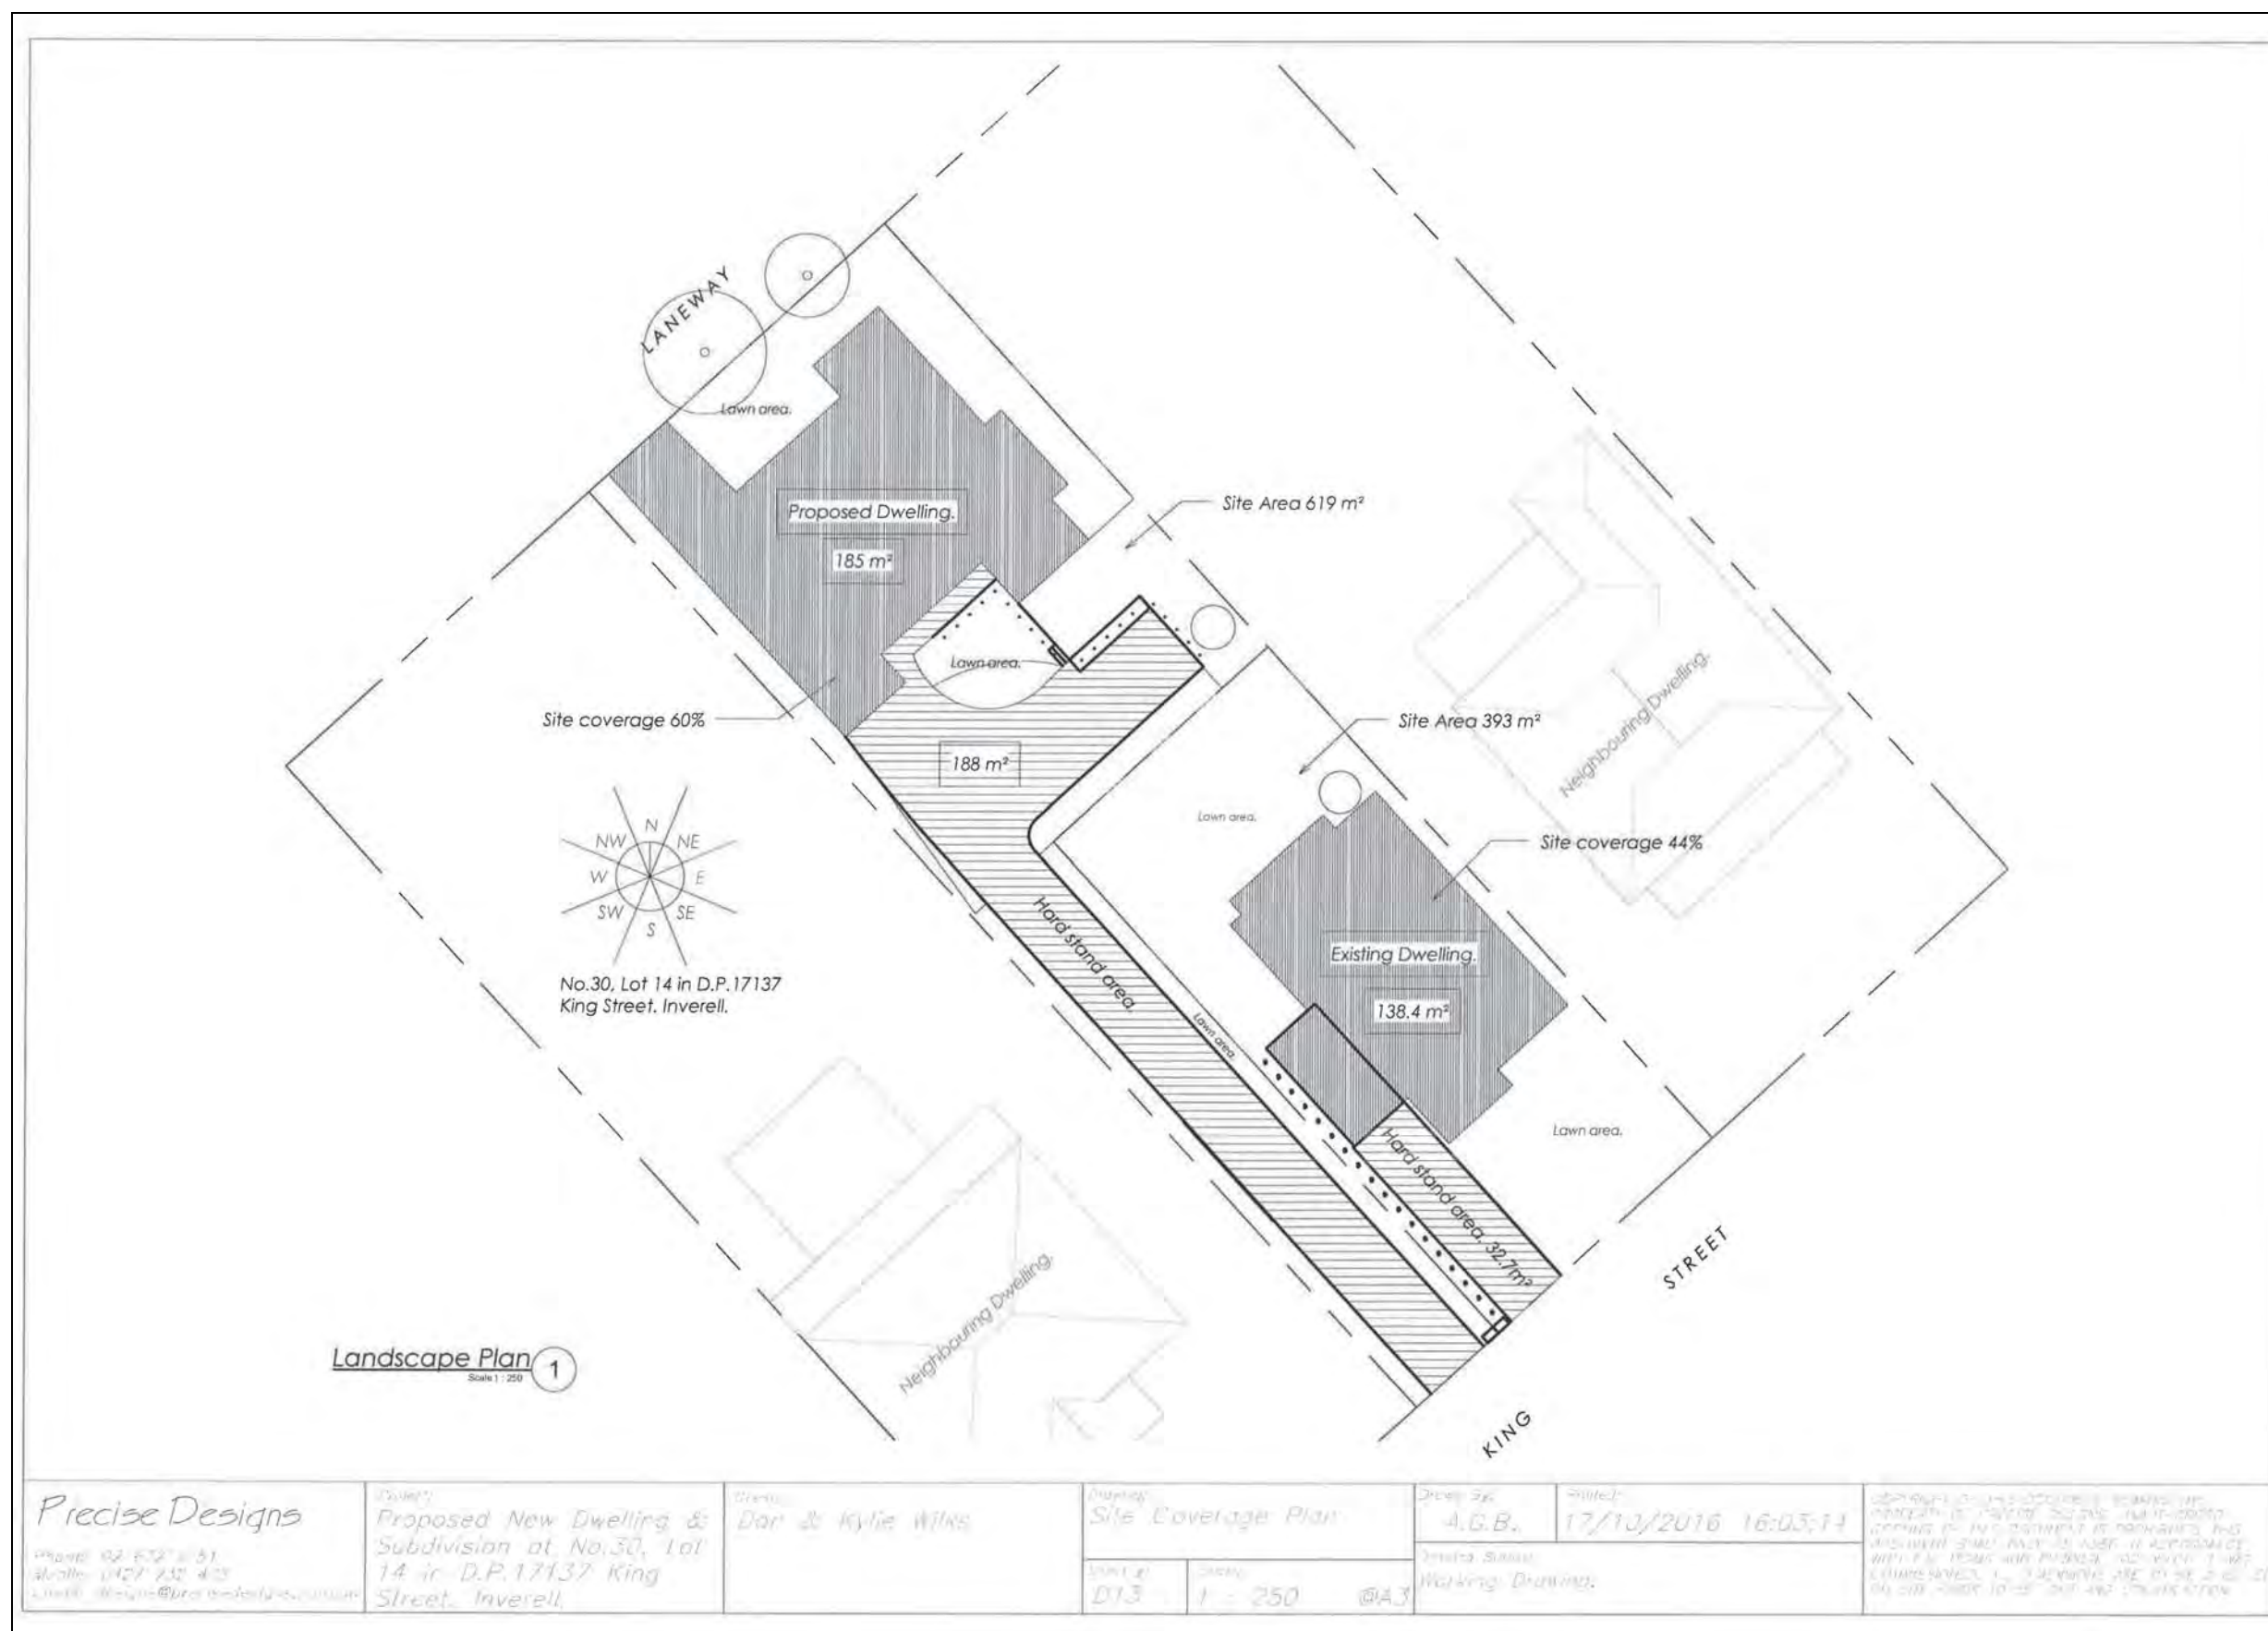 LANEWAY
Lawn area.
Proposed Dwelling.
185 m²
Site Area 619 m²
Lawn area.
Site coverage 60%
188 m²
Site Area 393 m²
Lawn area.
Neighbouring Dwelling.
Site coverage 44%
N
NW NE
W E
SW SE
S
No.30, Lot 14 in D.P.17137
King Street. Inverell.
Hard stand area.
Lawn area.
Existing Dwelling.
138.4 m²
Hard stand area. 32.7m²
Lawn area.
Neighbouring Dwelling.
STREET
KING
Landscape Plan 1
Scale 1 : 250
Precise Designs
Project:
Proposed New Dwelling &
Subdivision at No.30, Lot
14 in D.P.17137 King
Street. Inverell.
Kylie Wilks
Drawing:
Site Coverage Plan
D13
1 : 250 @A3
A.G.B.
17/10/2016 16:03:14
Working Drawing.